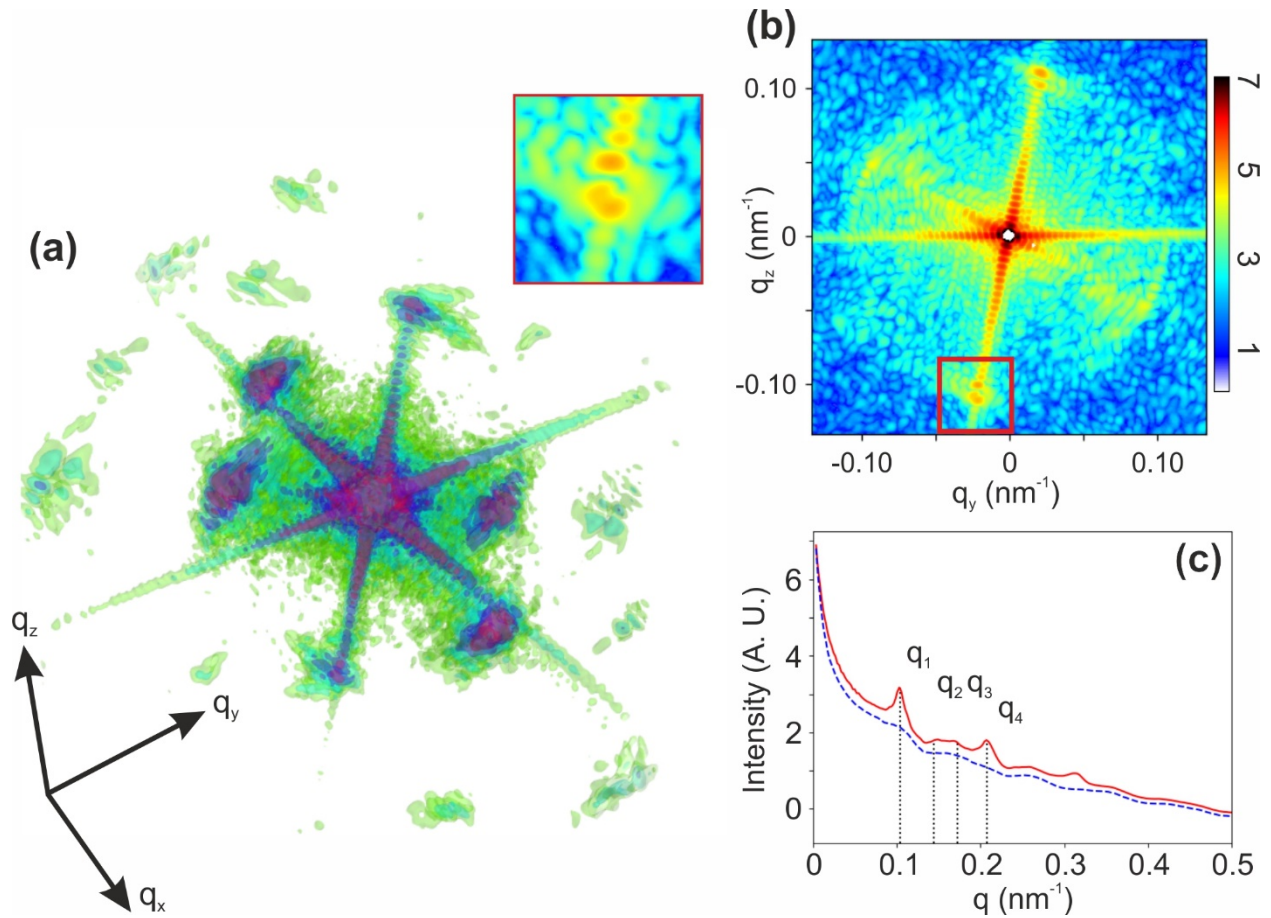 (a)
q_z
q_y
q_x
(b)
q_z (nm⁻¹)
0.10
0
-0.10
-0.10
0
0.10
q_y (nm⁻¹)
7
5
3
1
(c)
Intensity (A. U.)
6
4
2
0
q₁
q₂ q₃
q₄
0 0.1 0.2 0.3 0.4 0.5
q (nm⁻¹)